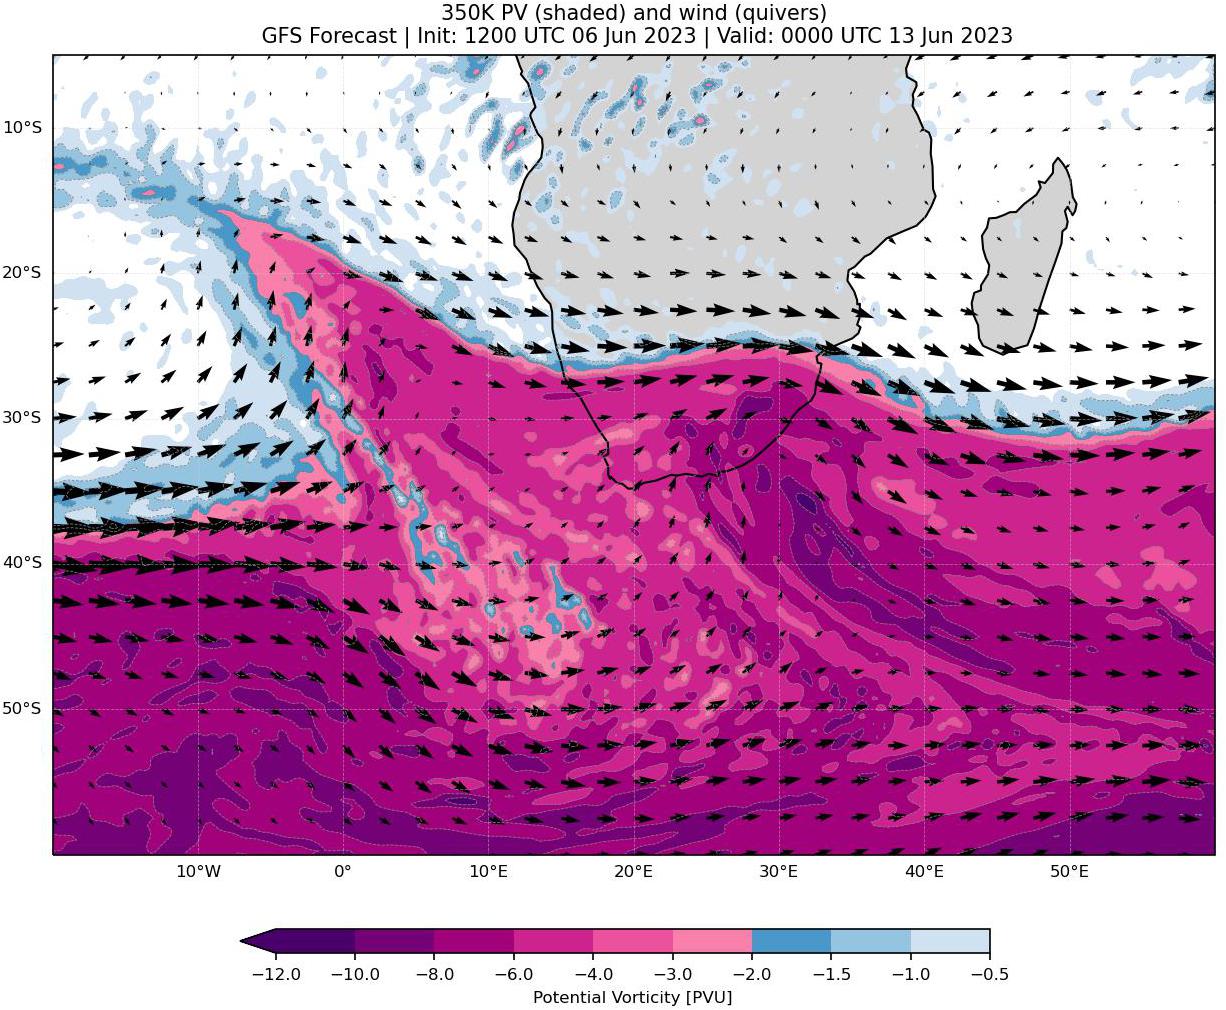 350K PV (shaded) and wind (quivers)
GFS Forecast | Init: 1200 UTC 06 Jun 2023 | Valid: 0000 UTC 13 Jun 2023
10°S
20°S
30°S
40°S
50°S
10°W 0° 10°E 20°E 30°E 40°E 50°E
−12.0 −10.0 −8.0 −6.0 −4.0 −3.0 −2.0 −1.5 −1.0 −0.5
Potential Vorticity [PVU]